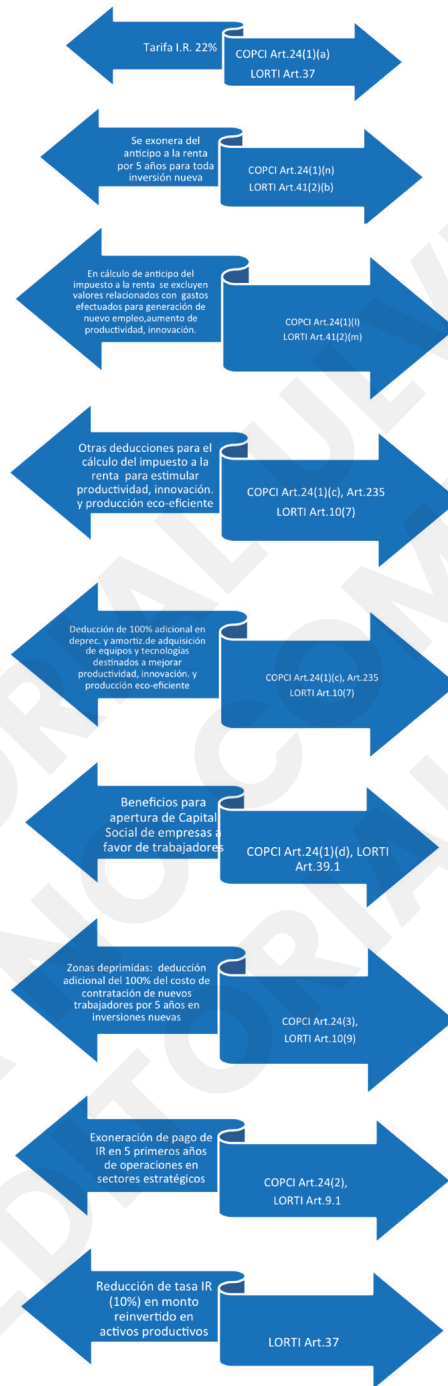 Tarifa I.R. 22%
COPCI Art.24(1)(a)
LORTI Art.37
Se exonera del
anticipo a la renta
por 5 años para toda
inversión nueva
COPCI Art.24(1)(n)
LORTI Art.41(2)(b)
En cálculo de anticipo del
impuesto a la renta se excluyen
valores relacionados con gastos
efectuados para generación de
nuevo empleo,aumento de
productividad, innovación.
COPCI Art.24(1)(l)
LORTI Art.41(2)(m)
Otras deducciones para el
cálculo del impuesto a la
renta para estimular
productividad, innovación.
y producción eco-eficiente
COPCI Art.24(1)(c), Art.235
LORTI Art.10(7)
Deducción de 100% adicional en
deprec. y amortiz.de adquisición
de equipos y tecnologías
destinados a mejorar
productividad, innovación. y
producción eco-eficiente
COPCI Art.24(1)(c), Art.235
LORTI Art.10(7)
Beneficios para
apertura de Capital
Social de empresas a
favor de trabajadores
COPCI Art.24(1)(d), LORTI
Art.39.1
Zonas deprimidas: deducción
adicional del 100% del costo de
contratación de nuevos
trabajadores por 5 años en
inversiones nuevas
COPCI Art.24(3),
LORTI Art.10(9)
Exoneración de pago de
IR en 5 primeros años
de operaciones en
sectores estratégicos
COPCI Art.24(2),
LORTI Art.9.1
Reducción de tasa IR
(10%) en monto
reinvertido en
activos productivos
LORTI Art.37